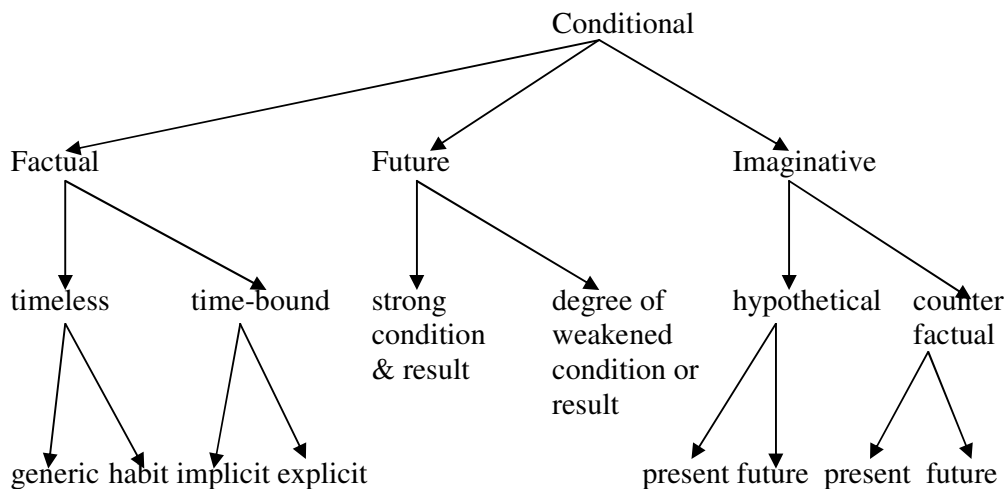 Conditional
Factual Future Imaginative
timeless time-bound strong degree of hypothetical counter
condition weakened factual
& result condition or
result
generic habit implicit explicit present future present future